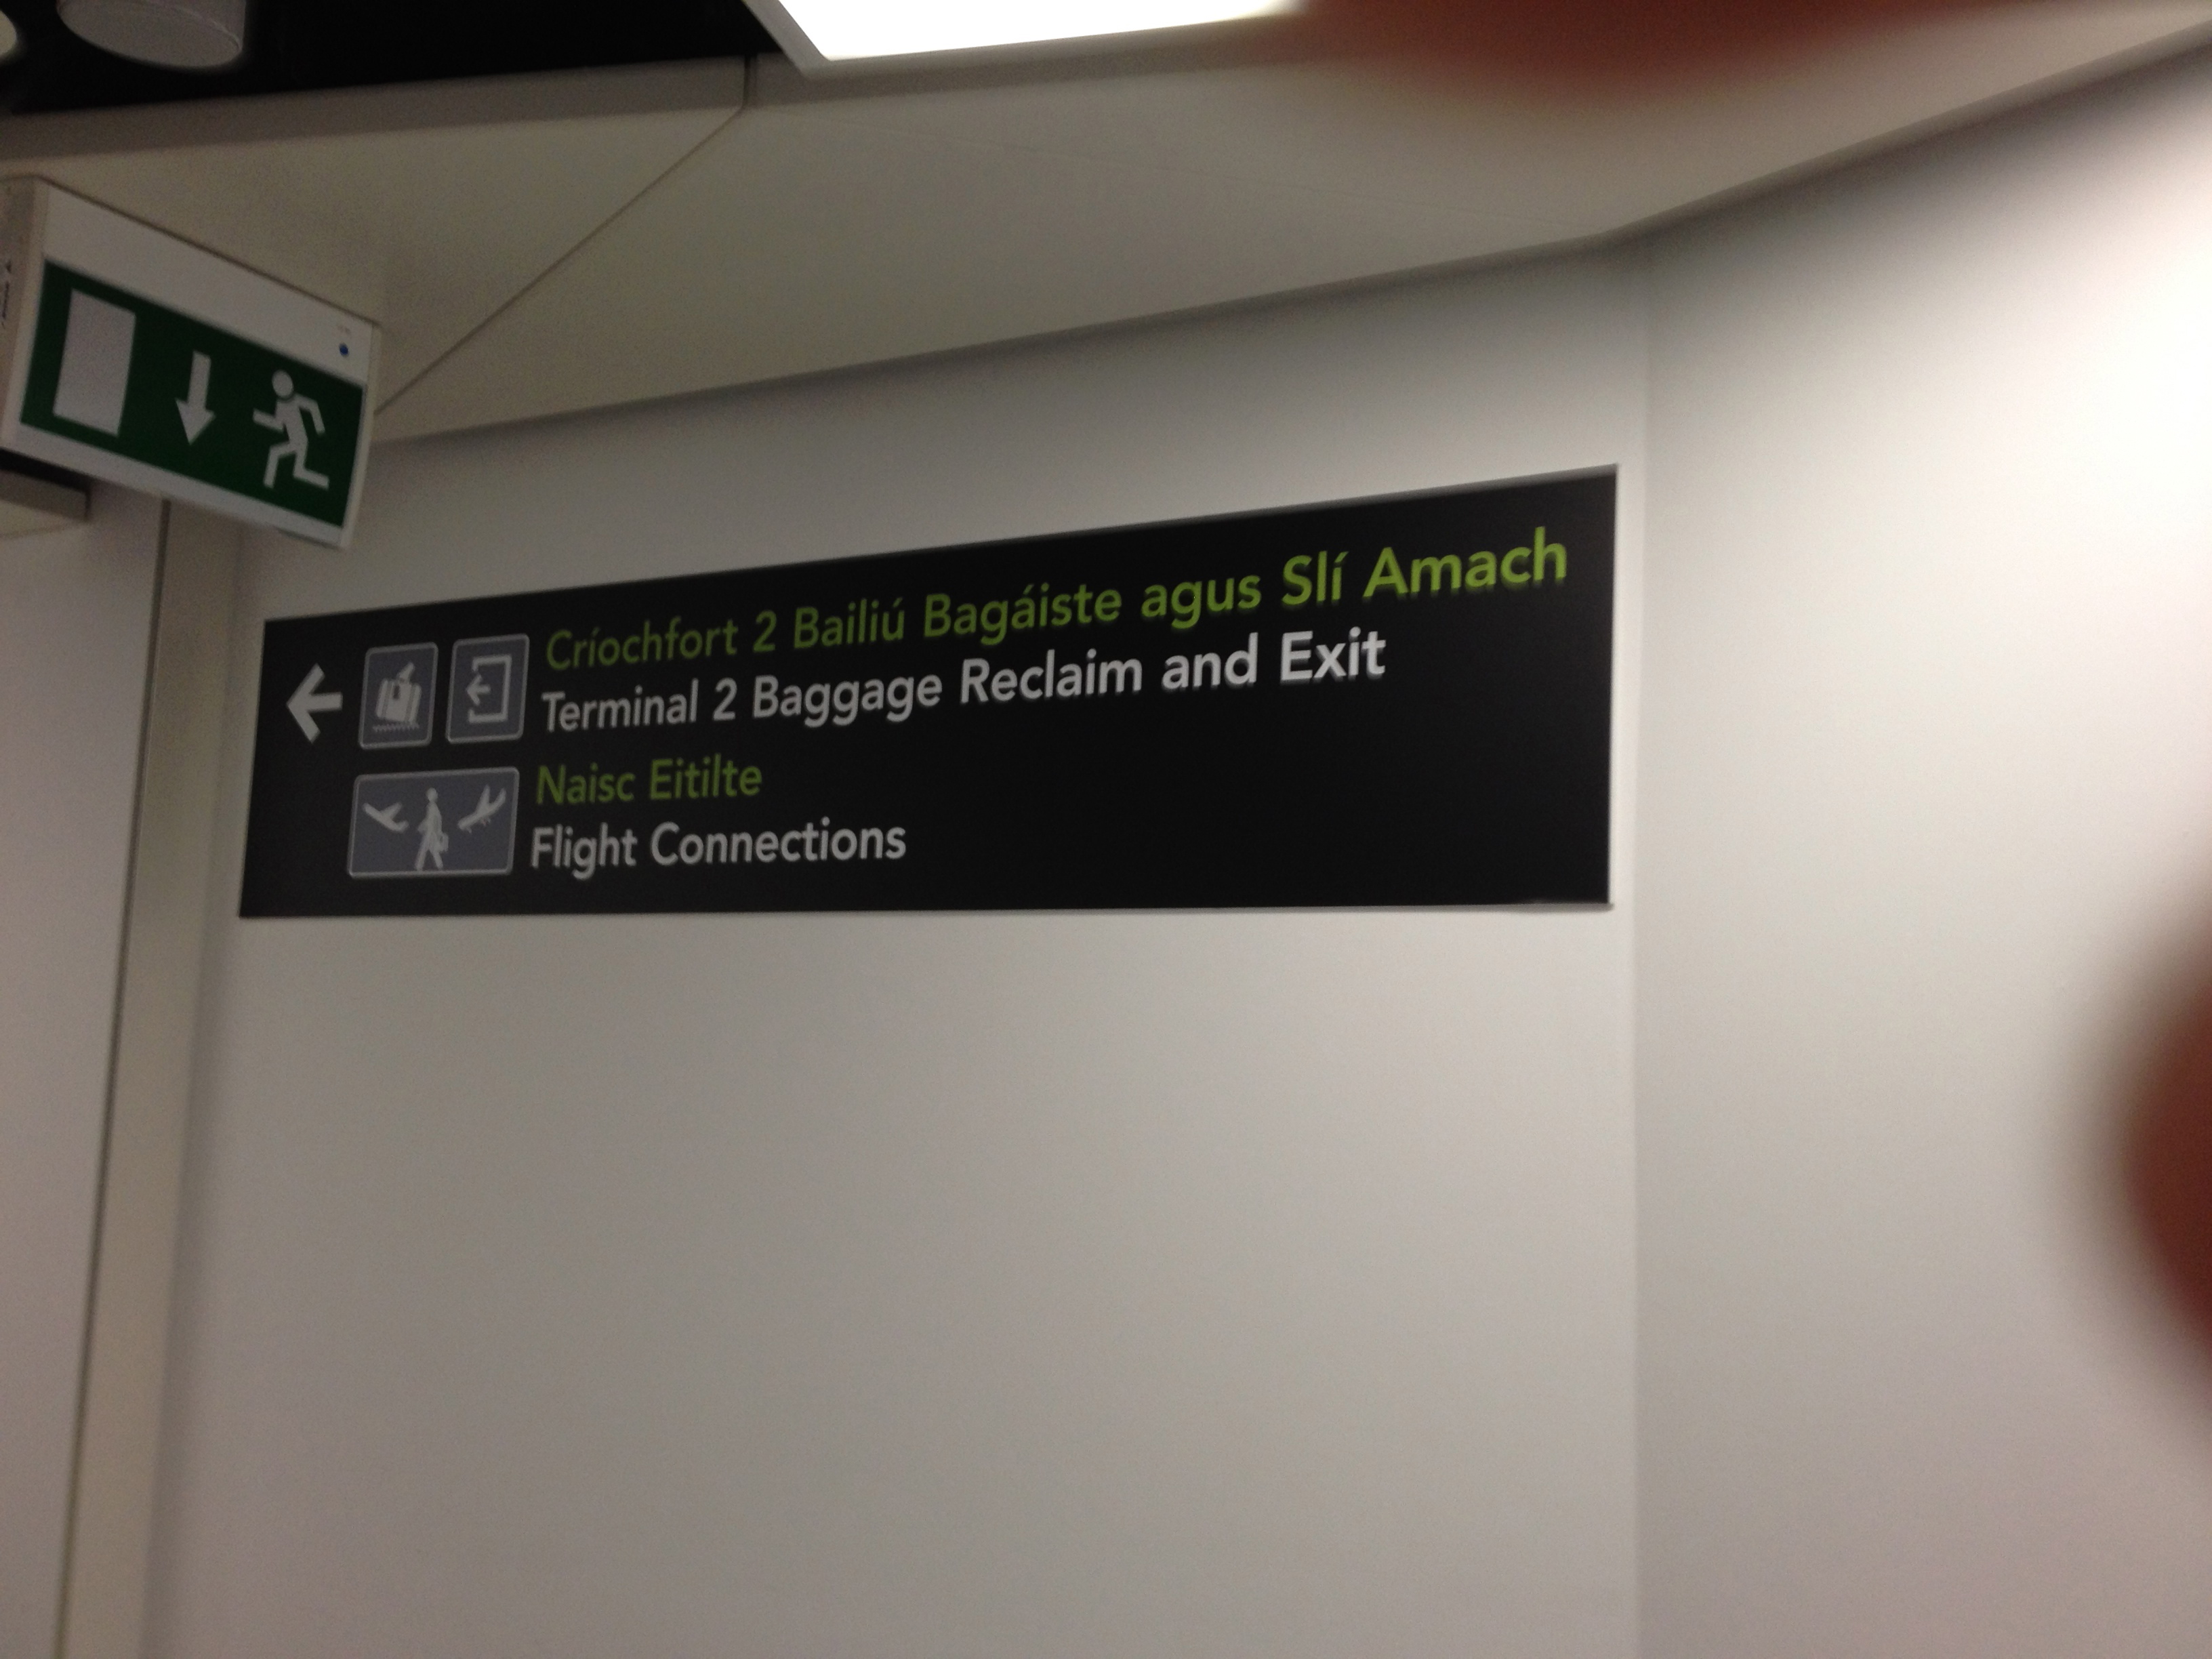 Críochfort 2 Bailiú Bagáiste agus Slí Amach
Terminal 2 Baggage Reclaim and Exit
Naisc Eitilte
Flight Connections